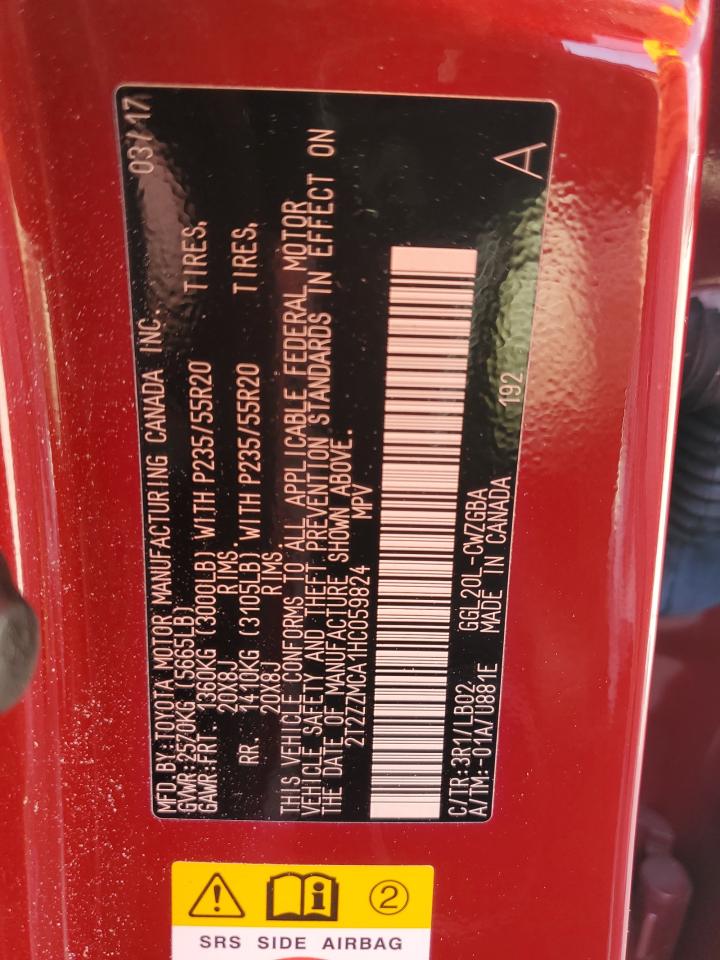 MFD.BY:TOYOTA MOTOR MANUFACTURING CANADA INC. 03/17
GVWR:2570KG (5665LB)
GAWR:FRT 1360KG (3000LB) WITH P235/55R20 TIRES,
20X8J RIMS.
RR 1410KG (3105LB) WITH P235/55R20 TIRES,
20X8J RIMS.
THIS VEHICLE CONFORMS TO ALL APPLICABLE FEDERAL MOTOR
VEHICLE SAFETY AND THEFT PREVENTION STANDARDS IN EFFECT ON
THE DATE OF MANUFACTURE SHOWN ABOVE.
2T2ZZMCA1HC059824 MPV
C/TR:3R1/LB02 GGL20L-CWZGBA 192 A
A/TM:-01A/U881E MADE IN CANADA
2
SRS SIDE AIRBAG